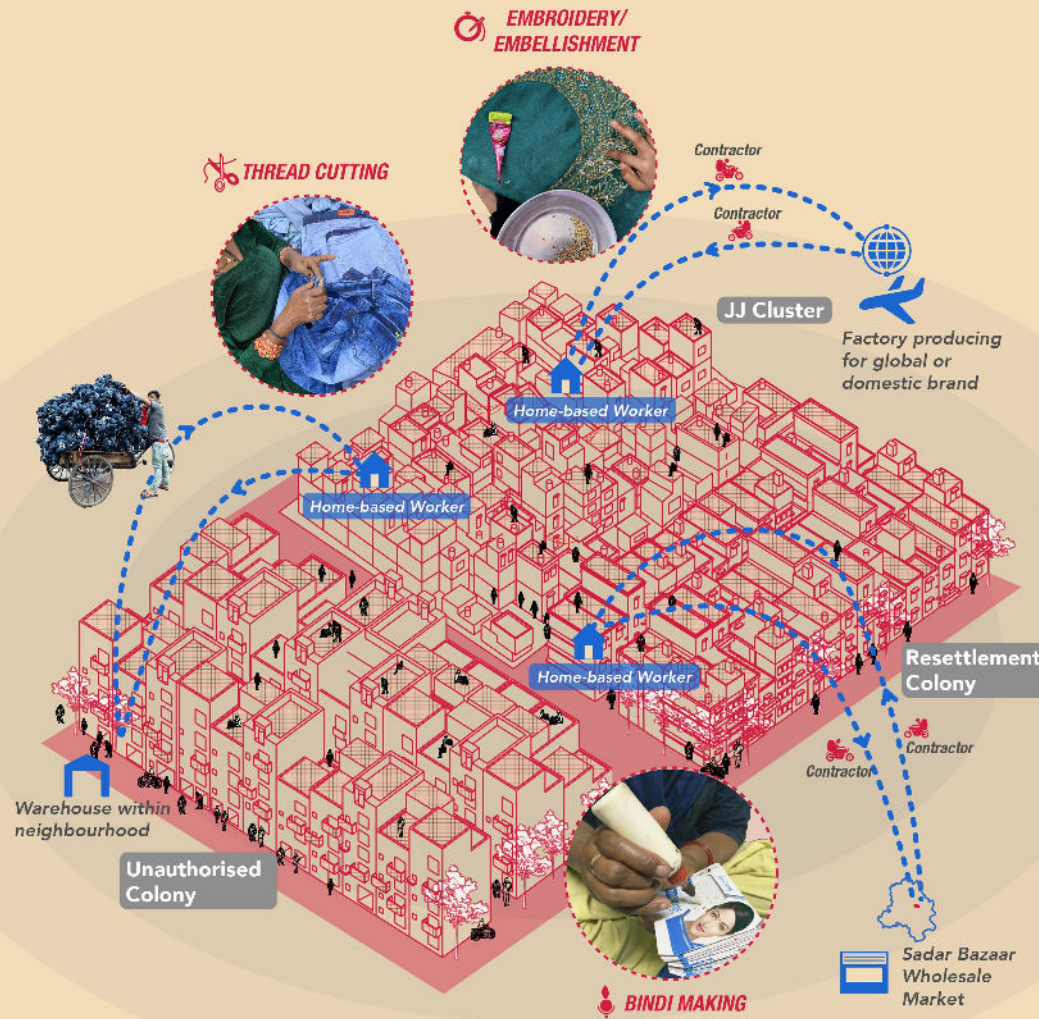 EMBROIDERY/
EMBELLISHMENT
THREAD CUTTING
Contractor
Contractor
JJ Cluster
Factory producing
for global or
domestic brand
Home-based Worker
Home-based Worker
Home-based Worker
Resettlement
Colony
Contractor
Contractor
Warehouse within
neighbourhood
Unauthorised
Colony
Sadar Bazaar
Wholesale
Market
BINDI MAKING